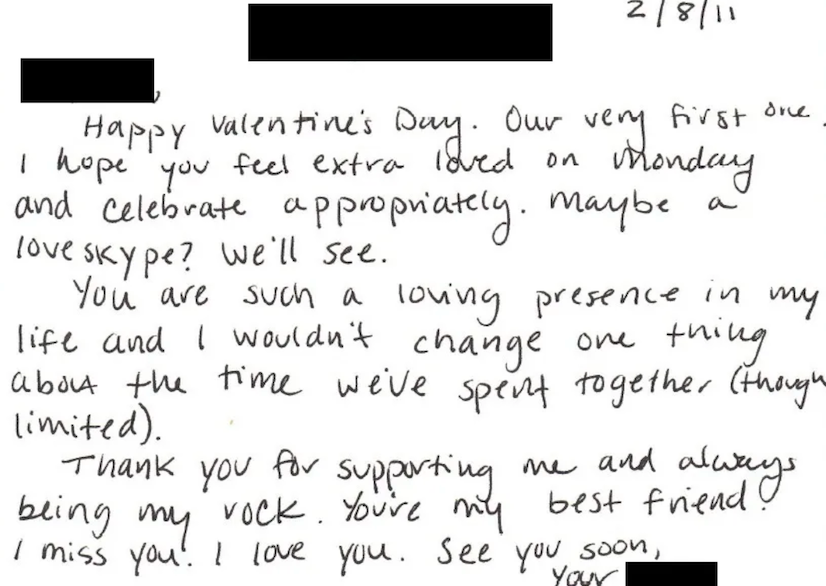 2/8/11
,
Happy Valentine's Day. Our very first one.
I hope you feel extra loved on Monday
and celebrate appropriately. Maybe a
love skype? We'll see.
You are such a loving presence in my
life and I wouldn't change one thing
about the time we've spent together (though
limited).
Thank you for supporting me and always
being my rock. You're my best friend!
I miss you! I love you. See you soon,
Your